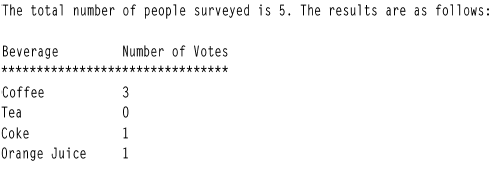 The total number of people surveyed is 5. The results are as follows:

Beverage Number of Votes
********************************
Coffee 3
Tea 0
Coke 1
Orange Juice 1